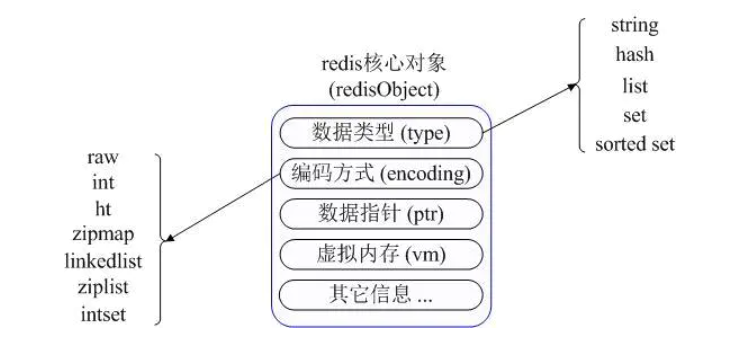 redis核心对象
(redisObject)
数据类型 (type)
编码方式 (encoding)
数据指针 (ptr)
虚拟内存 (vm)
其它信息 ...
string
hash
list
set
sorted set
raw
int
ht
zipmap
linkedlist
ziplist
intset